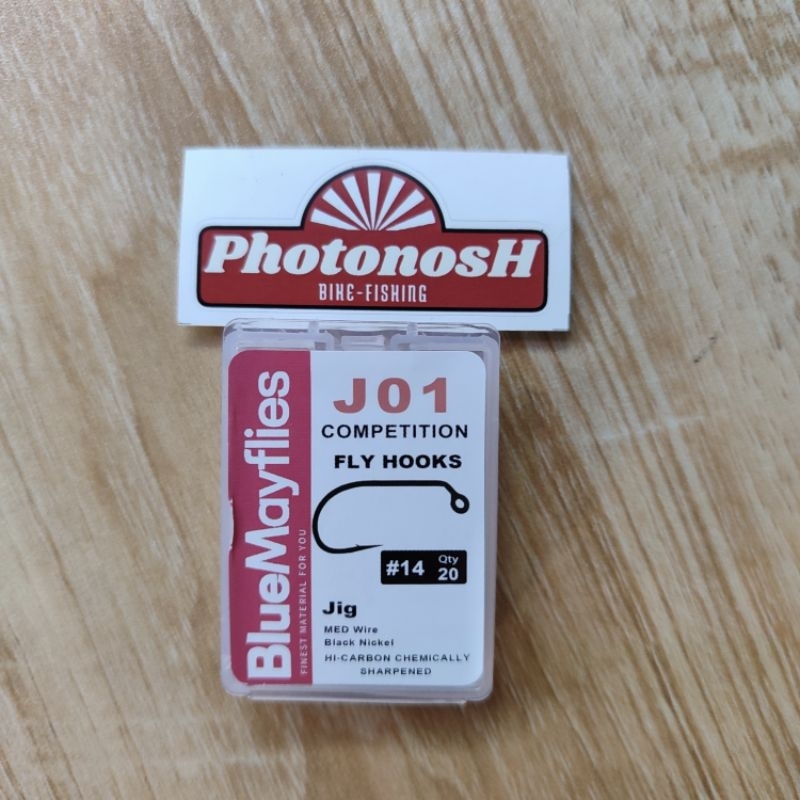 PhotonosH
BIKE-FISHING
BlueMayflies
FINEST MATERIAL FOR YOU
J01
COMPETITION
FLY HOOKS
#14
Qty
20
Jig
MED Wire
Black Nickel
HI-CARBON CHEMICALLY
SHARPENED